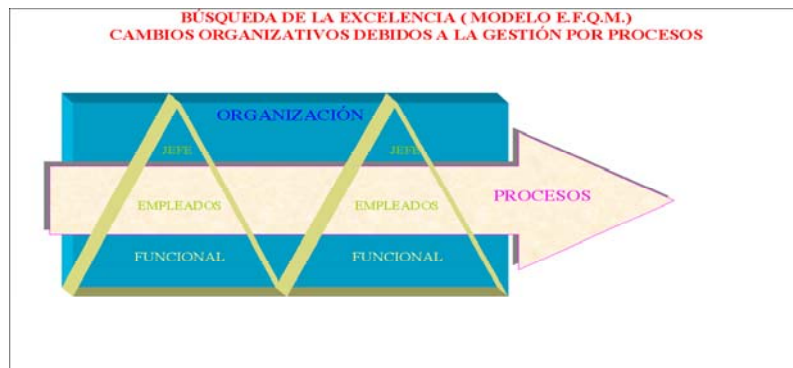 BÚSQUEDA DE LA EXCELENCIA ( MODELO E.F.Q.M.)
CAMBIOS ORGANIZATIVOS DEBIDOS A LA GESTIÓN POR PROCESOS
ORGANIZACIÓN
JEFE JEFE
PROCESOS
EMPLEADOS EMPLEADOS
FUNCIONAL FUNCIONAL